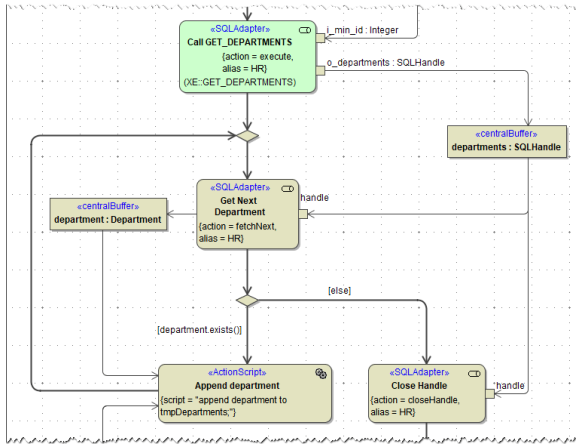 «SQLAdapter»
Call GET_DEPARTMENTS
{action = execute,
alias = HR}
(XE::GET_DEPARTMENTS)
i_min_id : Integer
o_departments : SQLHandle
«centralBuffer»
departments : SQLHandle
«SQLAdapter»
Get Next
Department
{action = fetchNext,
alias = HR}
handle
«centralBuffer»
department : Department
[else]
[department.exists()]
«ActionScript»
Append department
{script = "append department to
tmpDepartments;"}
«SQLAdapter»
Close Handle
{action = closeHandle,
alias = HR}
handle